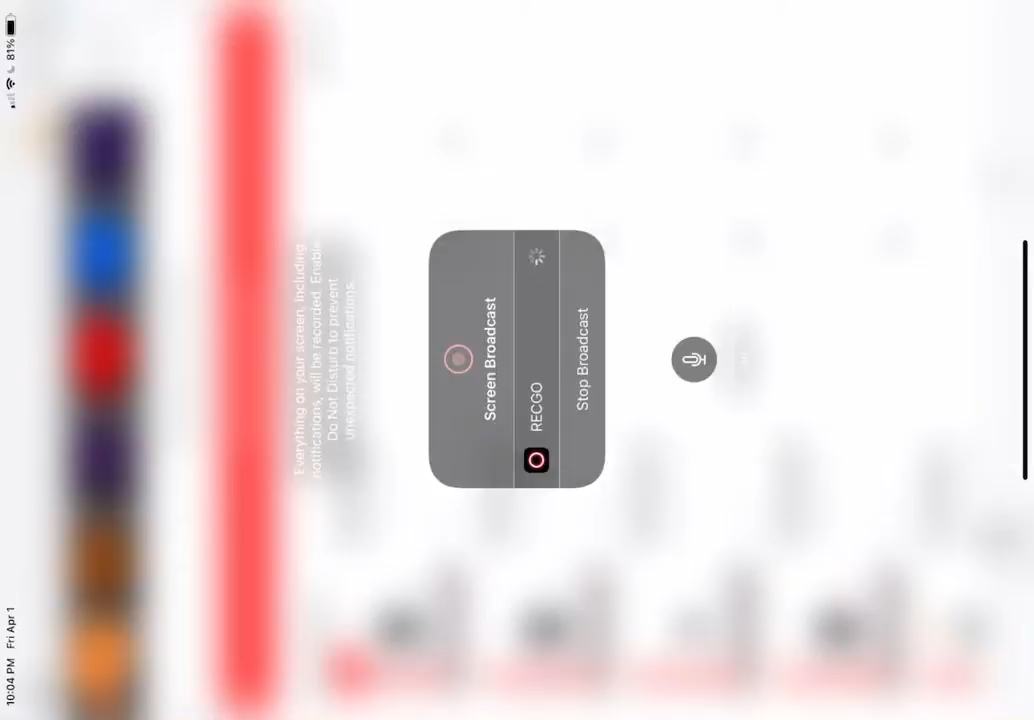 10:04 PM Fri Apr 1
81%
Everything on your screen, including
notifications, will be recorded. Enable
Do Not Disturb to prevent
unexpected notifications.
Screen Broadcast
RECGO
Stop Broadcast